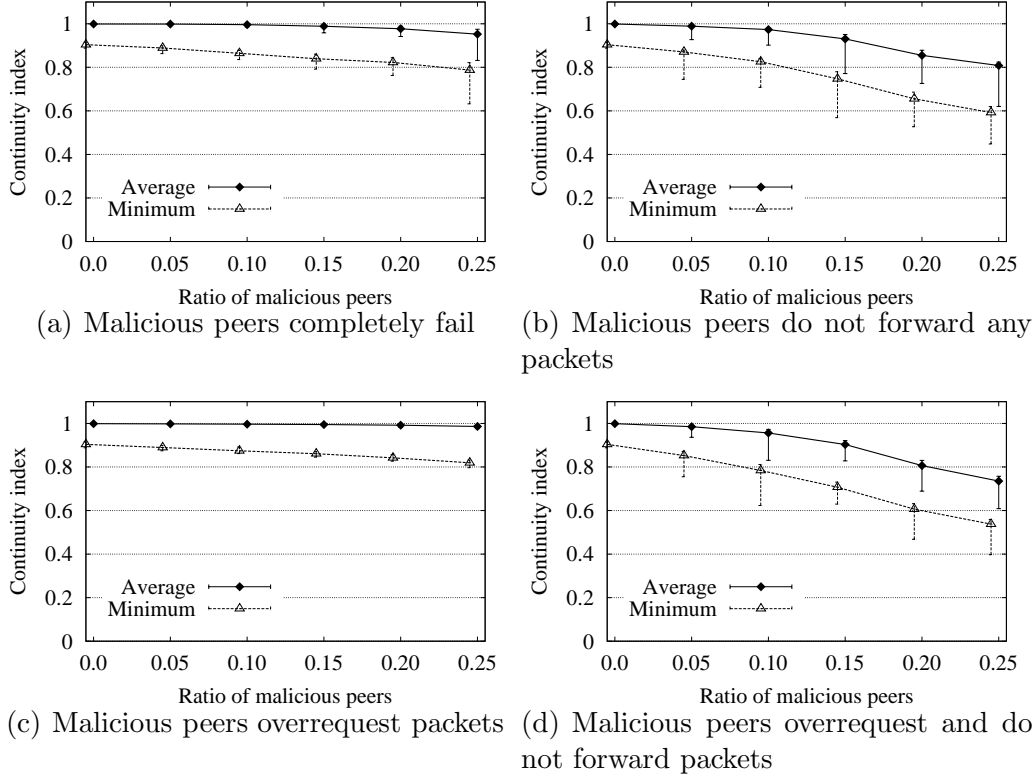 Continuity index
1
0.8
0.6
0.4
0.2
0
Average
Minimum
0.0 0.05 0.10 0.15 0.20 0.25
Ratio of malicious peers
(a) Malicious peers completely fail
Continuity index
1
0.8
0.6
0.4
0.2
0
Average
Minimum
0.0 0.05 0.10 0.15 0.20 0.25
Ratio of malicious peers
(b) Malicious peers do not forward any
packets
Continuity index
1
0.8
0.6
0.4
0.2
0
Average
Minimum
0.0 0.05 0.10 0.15 0.20 0.25
Ratio of malicious peers
(c) Malicious peers overrequest packets
Continuity index
1
0.8
0.6
0.4
0.2
0
Average
Minimum
0.0 0.05 0.10 0.15 0.20 0.25
Ratio of malicious peers
(d) Malicious peers overrequest and do
not forward packets